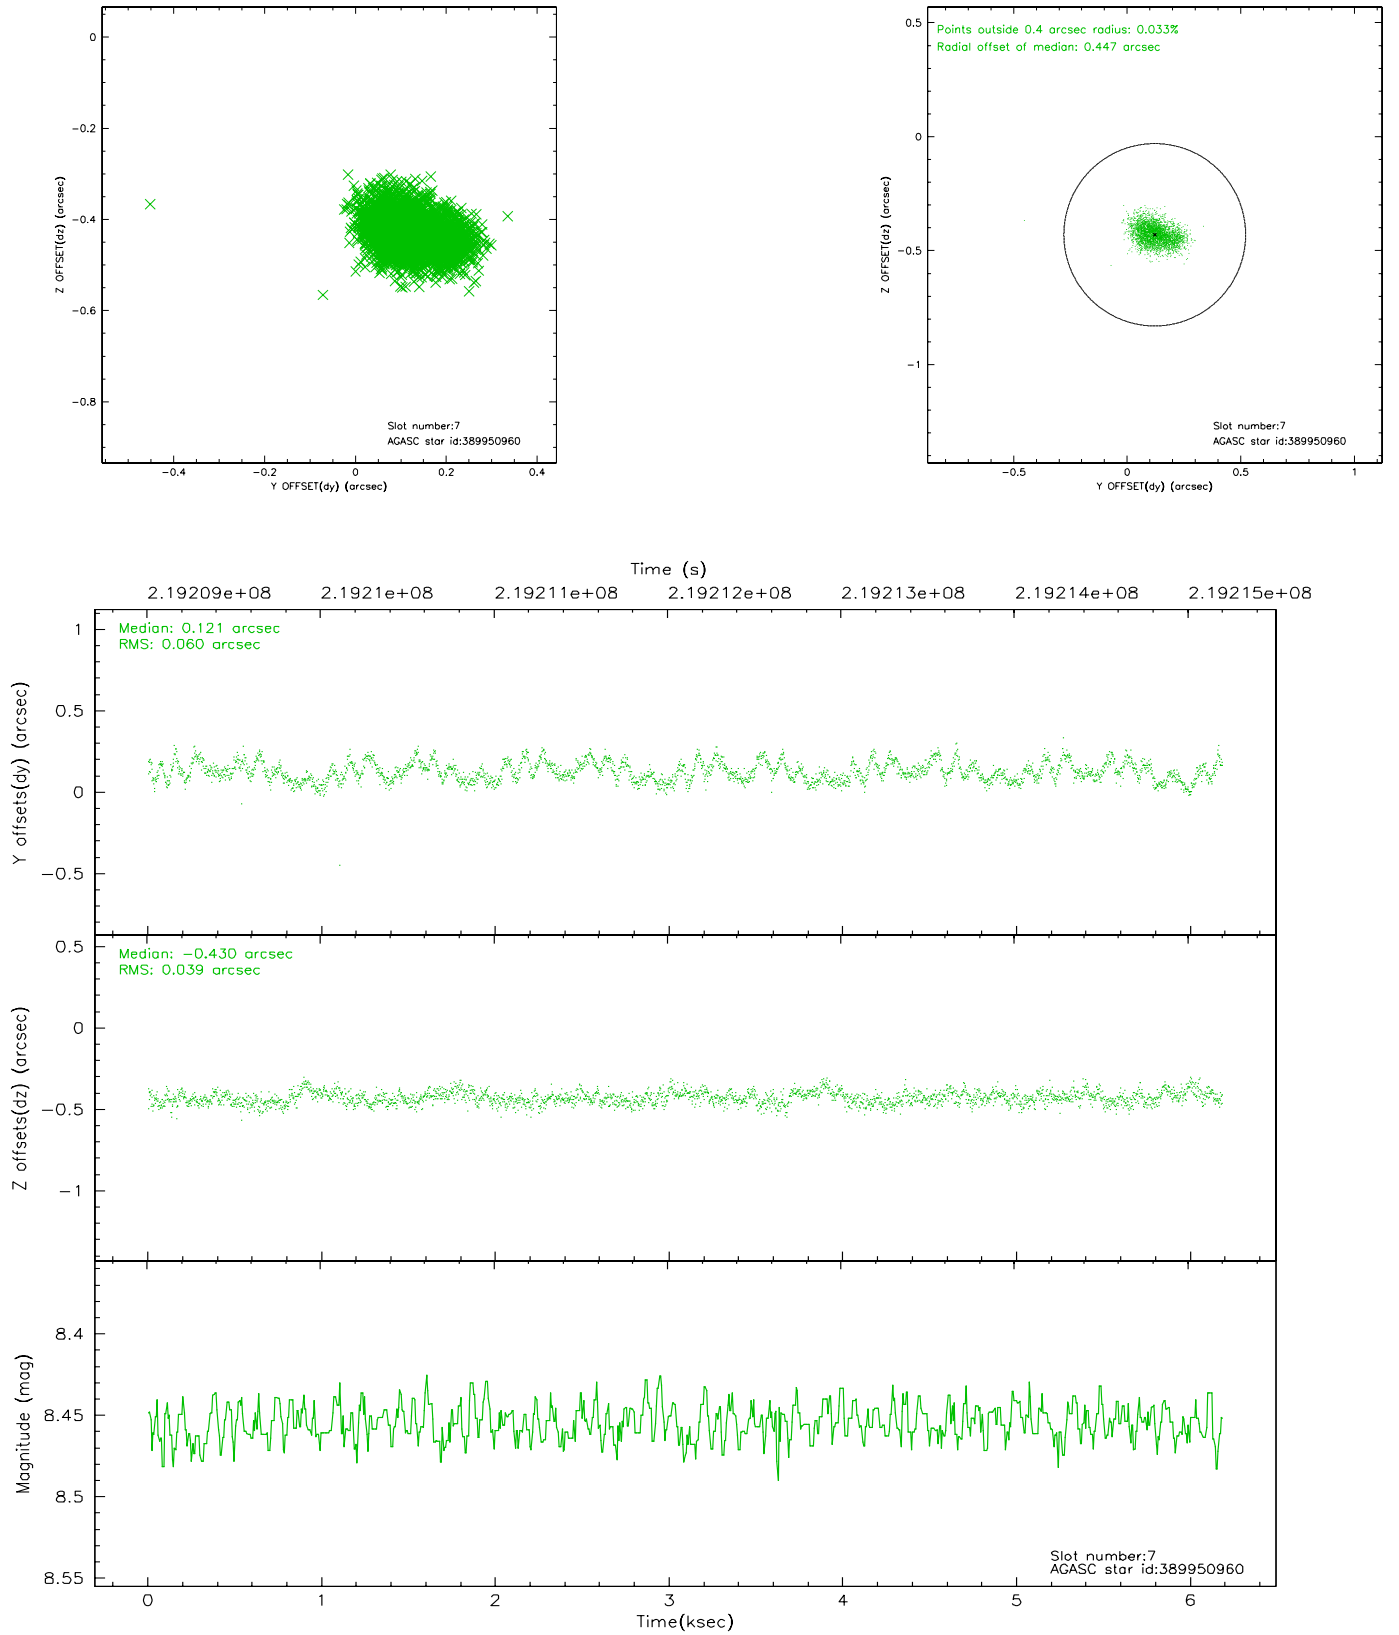 0
−0.2
−0.4
−0.6
−0.8
Z OFFSET(dz) (arcsec)
Slot number:7
AGASC star id:389950960
−0.4
−0.2
0
0.2
0.4
Y OFFSET(dy) (arcsec)
Points outside 0.4 arcsec radius: 0.033%
Radial offset of median: 0.447 arcsec
0.5
0
−0.5
−1
Z OFFSET(dz) (arcsec)
Slot number:7
AGASC star id:389950960
−0.5
0
0.5
1
Y OFFSET(dy) (arcsec)
Time (s)
2.19209e+08
2.1921e+08
2.19211e+08
2.19212e+08
2.19213e+08
2.19214e+08
2.19215e+08
Median: 0.121 arcsec
RMS: 0.060 arcsec
1
0.5
0
−0.5
Y offsets(dy) (arcsec)
Median: −0.430 arcsec
RMS: 0.039 arcsec
0.5
0
−0.5
−1
Z offsets(dz) (arcsec)
8.4
8.45
8.5
8.55
Magnitude (mag)
Slot number:7
AGASC star id:389950960
0
1
2
3
4
5
6
Time(ksec)